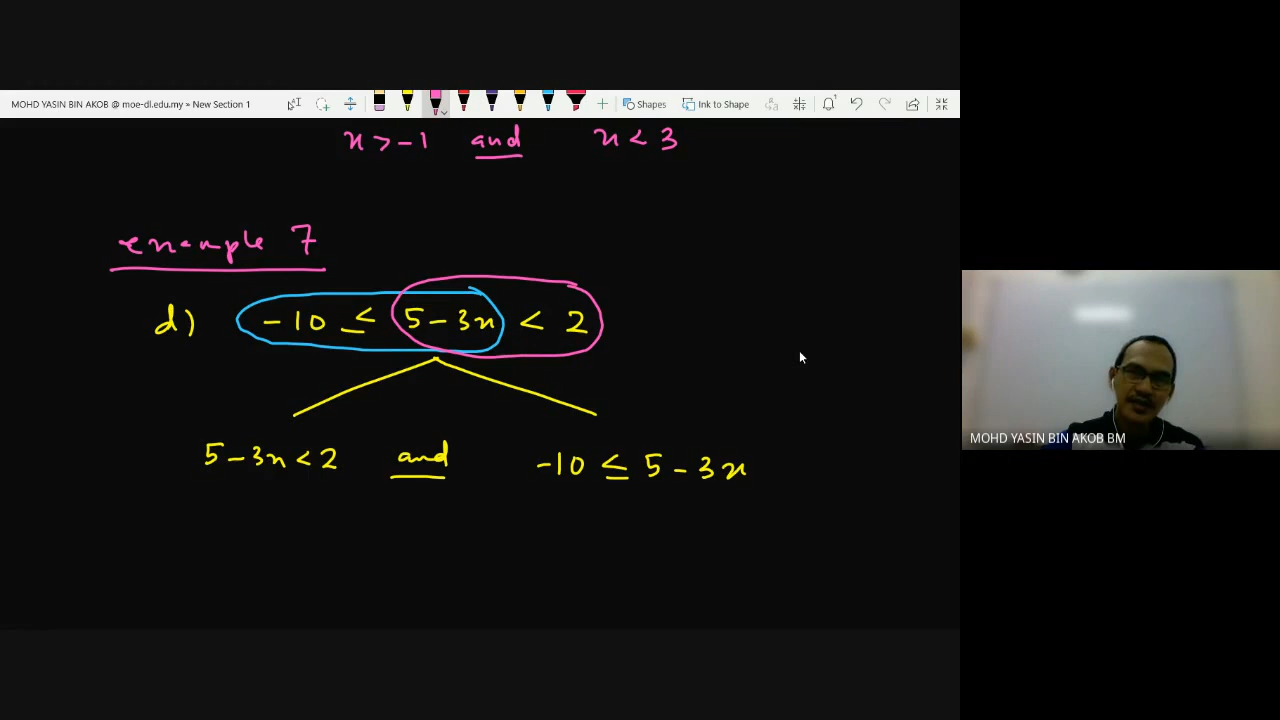 MOHD YASIN BIN AKOB @ moe-dl.edu.my » New Section 1
Shapes Ink to Shape
x > -1 and x < 3
example 7
d) -10 ≤ 5 - 3x < 2
5 - 3x < 2 and -10 ≤ 5 - 3x
MOHD YASIN BIN AKOB BM